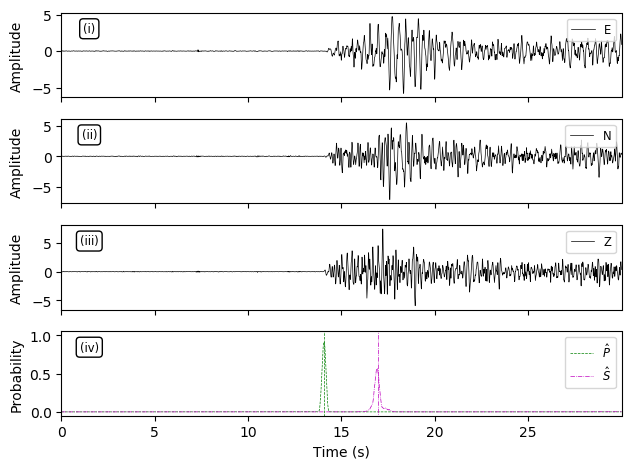 (i)
E
5
0
−5
Amplitude
(ii)
N
5
0
−5
Amplitude
(iii)
Z
5
0
−5
Amplitude
(iv)
P̂
Ŝ
1.0
0.5
0.0
Probability
0 5 10 15 20 25
Time (s)